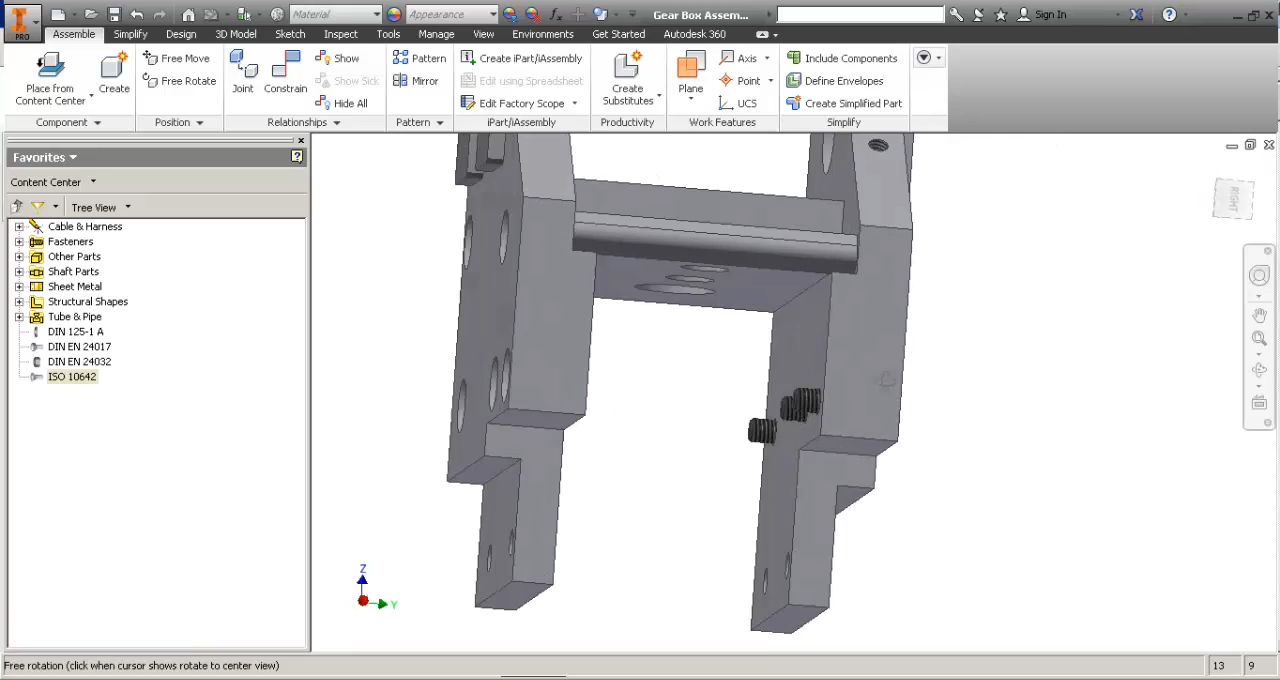 Material
Appearance
Gear Box Assem...
Sign In
PRO
Assemble Simplify Design 3D Model Sketch Inspect Tools Manage View Environments Get Started Autodesk 360
Place from
Content Center
Create
Component
Free Move
Free Rotate
Position
Joint
Constrain
Show
Show Sick
Hide All
Relationships
Pattern
Mirror
Pattern
Create iPart/iAssembly
Edit using Spreadsheet
Edit Factory Scope
iPart/iAssembly
Create
Substitutes
Productivity
Plane
Axis
Point
UCS
Work Features
Include Components
Define Envelopes
Create Simplified Part
Simplify
Favorites
Content Center
Tree View
Cable & Harness
Fasteners
Other Parts
Shaft Parts
Sheet Metal
Structural Shapes
Tube & Pipe
DIN 125-1 A
DIN EN 24017
DIN EN 24032
ISO 10642
RIGHT
Z
Y
Free rotation (click when cursor shows rotate to center view)
13 9